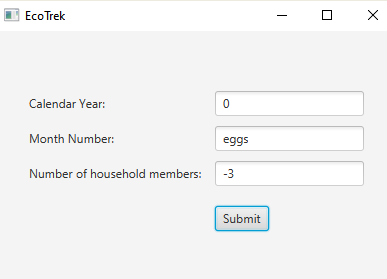 EcoTrek
Calendar Year: 0
Month Number: eggs
Number of household members: -3
Submit